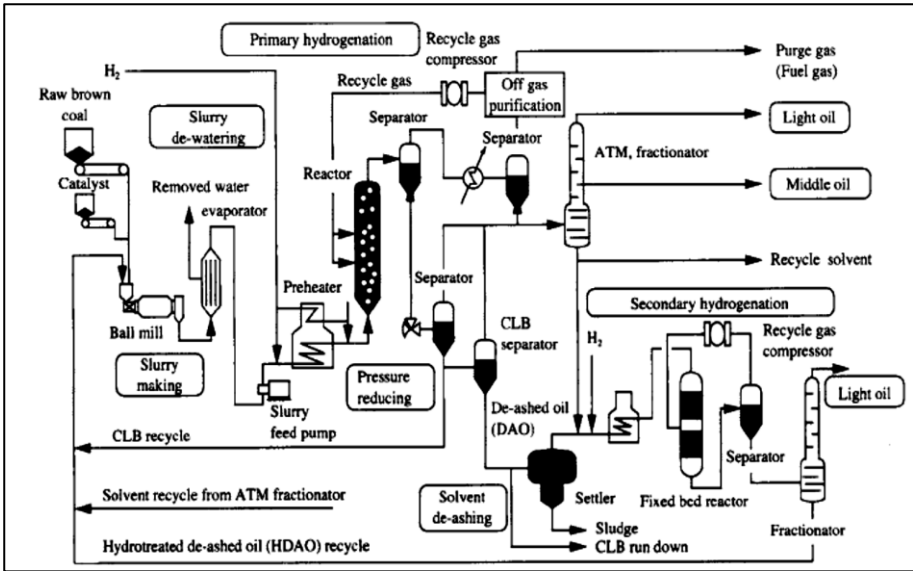 Primary hydrogenation
Recycle gas
compressor
Purge gas
(Fuel gas)
H₂
Recycle gas
Off gas
purification
Raw brown
coal
Slurry
de-watering
Separator
Separator
Light oil
ATM, fractionator
Catalyst
Removed water
evaporator
Reactor
Middle oil
Preheater
Separator
Recycle solvent
Secondary hydrogenation
Ball mill
CLB
separator
H₂
Recycle gas
compressor
Slurry
making
Pressure
reducing
Light oil
Slurry
feed pump
De-ashed oil
(DAO)
CLB recycle
Separator
Solvent recycle from ATM fractionator
Solvent
de-ashing
Settler
Fixed bed reactor
Sludge
Fractionator
Hydrotreated de-ashed oil (HDAO) recycle
CLB run down